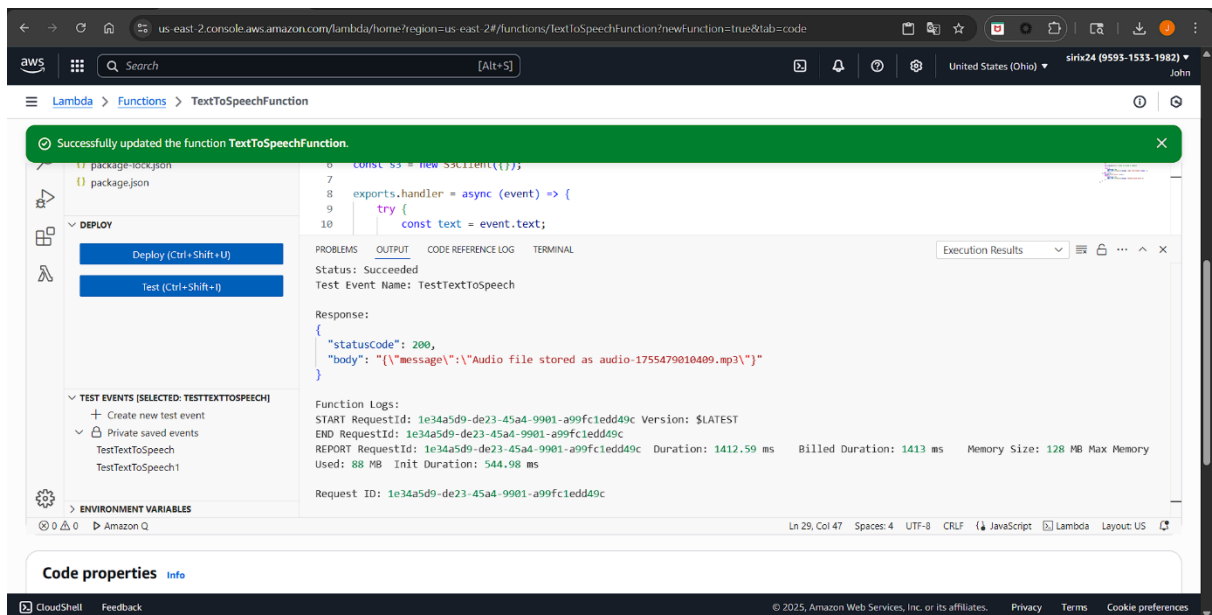 us-east-2.console.aws.amazon.com/lambda/home?region=us-east-2#/functions/TextToSpeechFunction?newFunction=true&tab=code
aws
Search
[Alt+S]
United States (Ohio)
sirix24 (9593-1533-1982)
John
Lambda > Functions > TextToSpeechFunction
Successfully updated the function TextToSpeechFunction.
package-lock.json
package.json
6 const s3 = new S3Client({});
7
8 exports.handler = async (event) => {
9 try {
10 const text = event.text;
DEPLOY
Deploy (Ctrl+Shift+U)
Test (Ctrl+Shift+I)
PROBLEMS OUTPUT CODE REFERENCE LOG TERMINAL
Execution Results
Status: Succeeded
Test Event Name: TestTextToSpeech
Response:
{
"statusCode": 200,
"body": "{\"message\":\"Audio file stored as audio-1755479010409.mp3\"}"
}
TEST EVENTS [SELECTED: TESTTEXTTOSPEECH]
Create new test event
Private saved events
TestTextToSpeech
TestTextToSpeech1
Function Logs:
START RequestId: 1e34a5d9-de23-45a4-9901-a99fc1edd49c Version: $LATEST
END RequestId: 1e34a5d9-de23-45a4-9901-a99fc1edd49c
REPORT RequestId: 1e34a5d9-de23-45a4-9901-a99fc1edd49c Duration: 1412.59 ms Billed Duration: 1413 ms Memory Size: 128 MB Max Memory
Used: 88 MB Init Duration: 544.98 ms
Request ID: 1e34a5d9-de23-45a4-9901-a99fc1edd49c
ENVIRONMENT VARIABLES
0 0 Amazon Q
Ln 29, Col 47 Spaces: 4 UTF-8 CRLF JavaScript Lambda Layout: US
Code properties Info
CloudShell Feedback
© 2025, Amazon Web Services, Inc. or its affiliates. Privacy Terms Cookie preferences